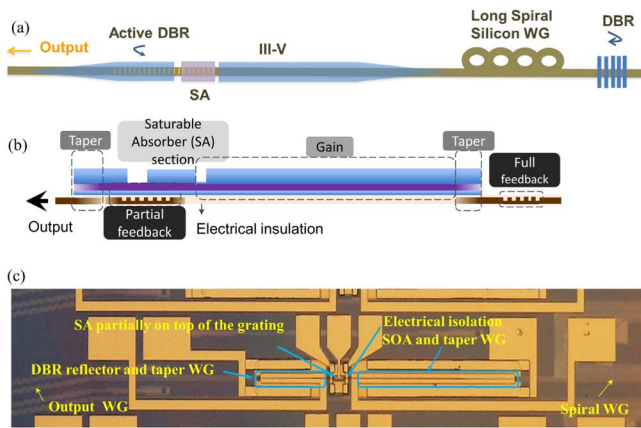 (a)
Output
Active DBR
III-V
SA
Long Spiral
Silicon WG
DBR
(b)
Taper
Saturable
Absorber (SA)
section
Gain
Taper
Full
feedback
Output
Partial
feedback
Electrical insulation
(c)
SA partially on top of the grating
Electrical isolation
SOA and taper WG
DBR reflector and taper WG
Output WG
Spiral WG